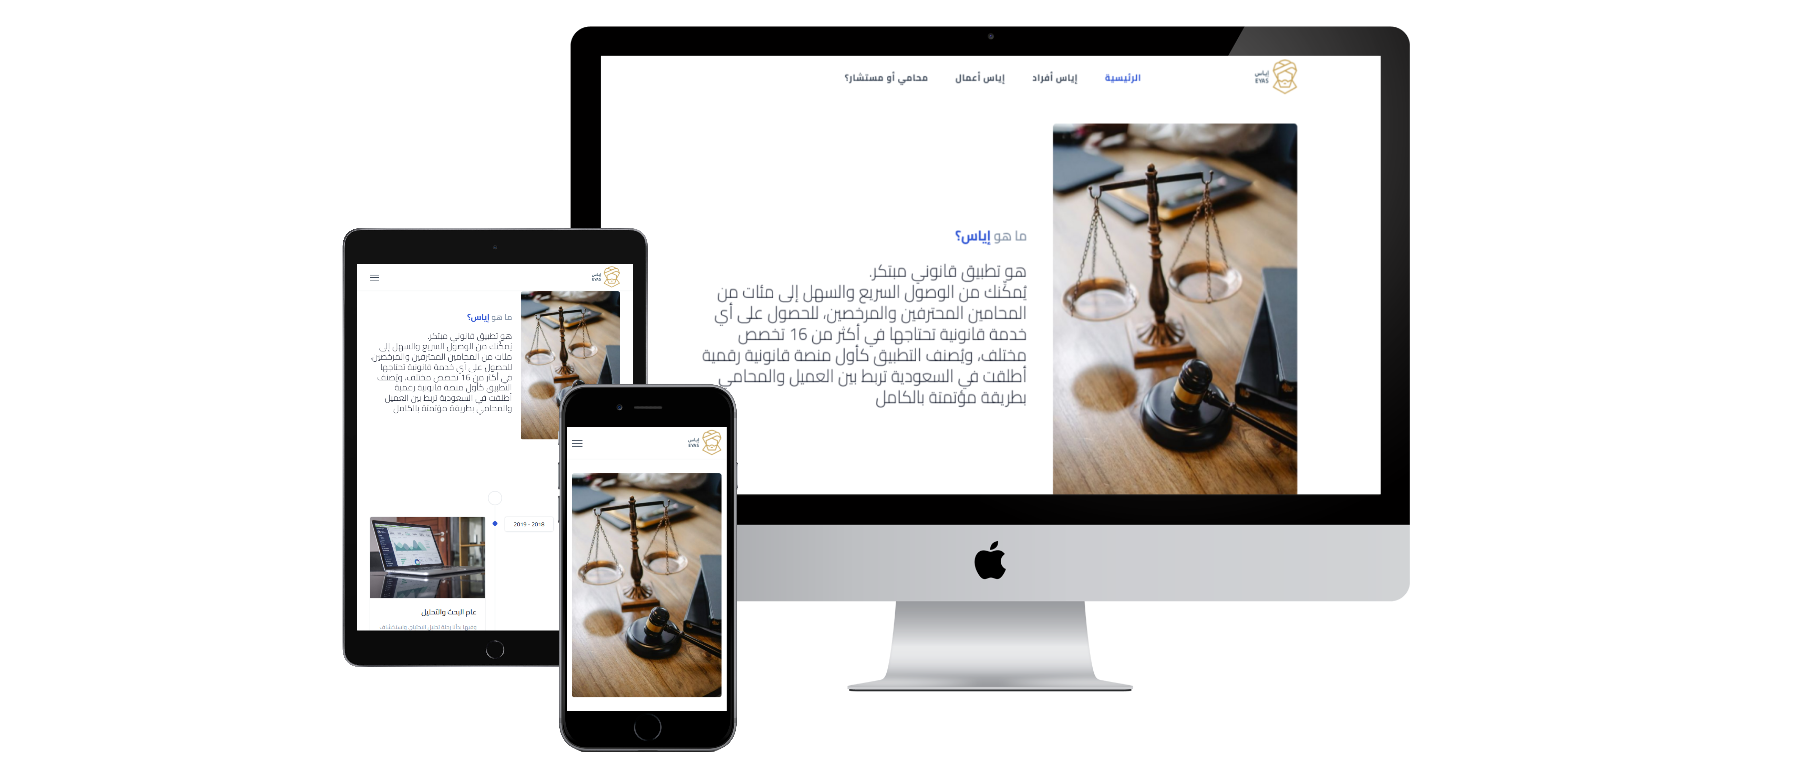 إياس
EYAS
الرئيسية
إياس أفراد
إياس أعمال
محامي أو مستشار؟
ما هو إياس؟
هو تطبيق قانوني مبتكر.
يُمكّنك من الوصول السريع والسهل إلى مئات من
المحامين المحترفين والمرخصين، للحصول على أي
خدمة قانونية تحتاجها في أكثر من 16 تخصص
مختلف، ويُصنف التطبيق كأول منصة قانونية رقمية
أطلقت في السعودية تربط بين العميل والمحامي
بطريقة مؤتمتة بالكامل
إياس
EYAS
ما هو إياس؟
هو تطبيق قانوني مبتكر.
يُمكّنك من الوصول السريع والسهل إلى
مئات من المحامين المحترفين والمرخصين،
للحصول على أي خدمة قانونية تحتاجها
في أكثر من 16 تخصص مختلف، ويُصنف
التطبيق كأول منصة قانونية رقمية
أطلقت في السعودية تربط بين العميل
والمحامي بطريقة مؤتمتة بالكامل
2018 - 2019
عام البحث والتحليل
إياس
EYAS